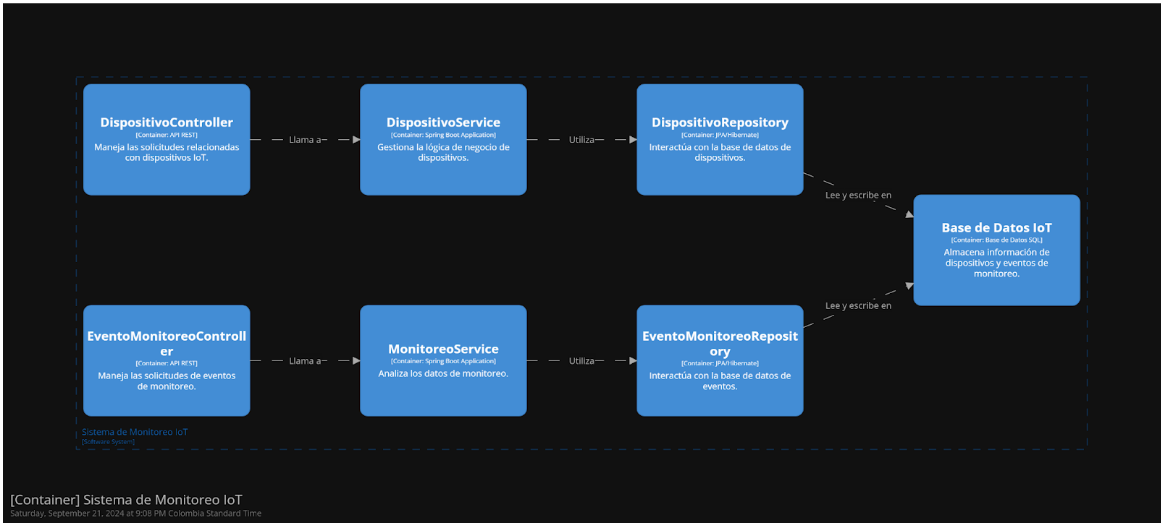 DispositivoController
[Container: API REST]
Maneja las solicitudes relacionadas
con dispositivos IoT.
Llama a
DispositivoService
[Container: Spring Boot Application]
Gestiona la lógica de negocio de
dispositivos.
Utiliza
DispositivoRepository
[Container: JPA/Hibernate]
Interactúa con la base de datos de
dispositivos.
Lee y escribe en
Base de Datos IoT
[Container: Base de Datos SQL]
Almacena información de
dispositivos y eventos de
monitoreo.
Lee y escribe en
EventoMonitoreoControll
er
[Container: API REST]
Maneja las solicitudes de eventos
de monitoreo.
Llama a
MonitoreoService
[Container: Spring Boot Application]
Analiza los datos de monitoreo.
Utiliza
EventoMonitoreoReposit
ory
[Container: JPA/Hibernate]
Interactúa con la base de datos de
eventos.
Sistema de Monitoreo IoT
[Software System]
[Container] Sistema de Monitoreo IoT
Saturday, September 21, 2024 at 9:08 PM Colombia Standard Time